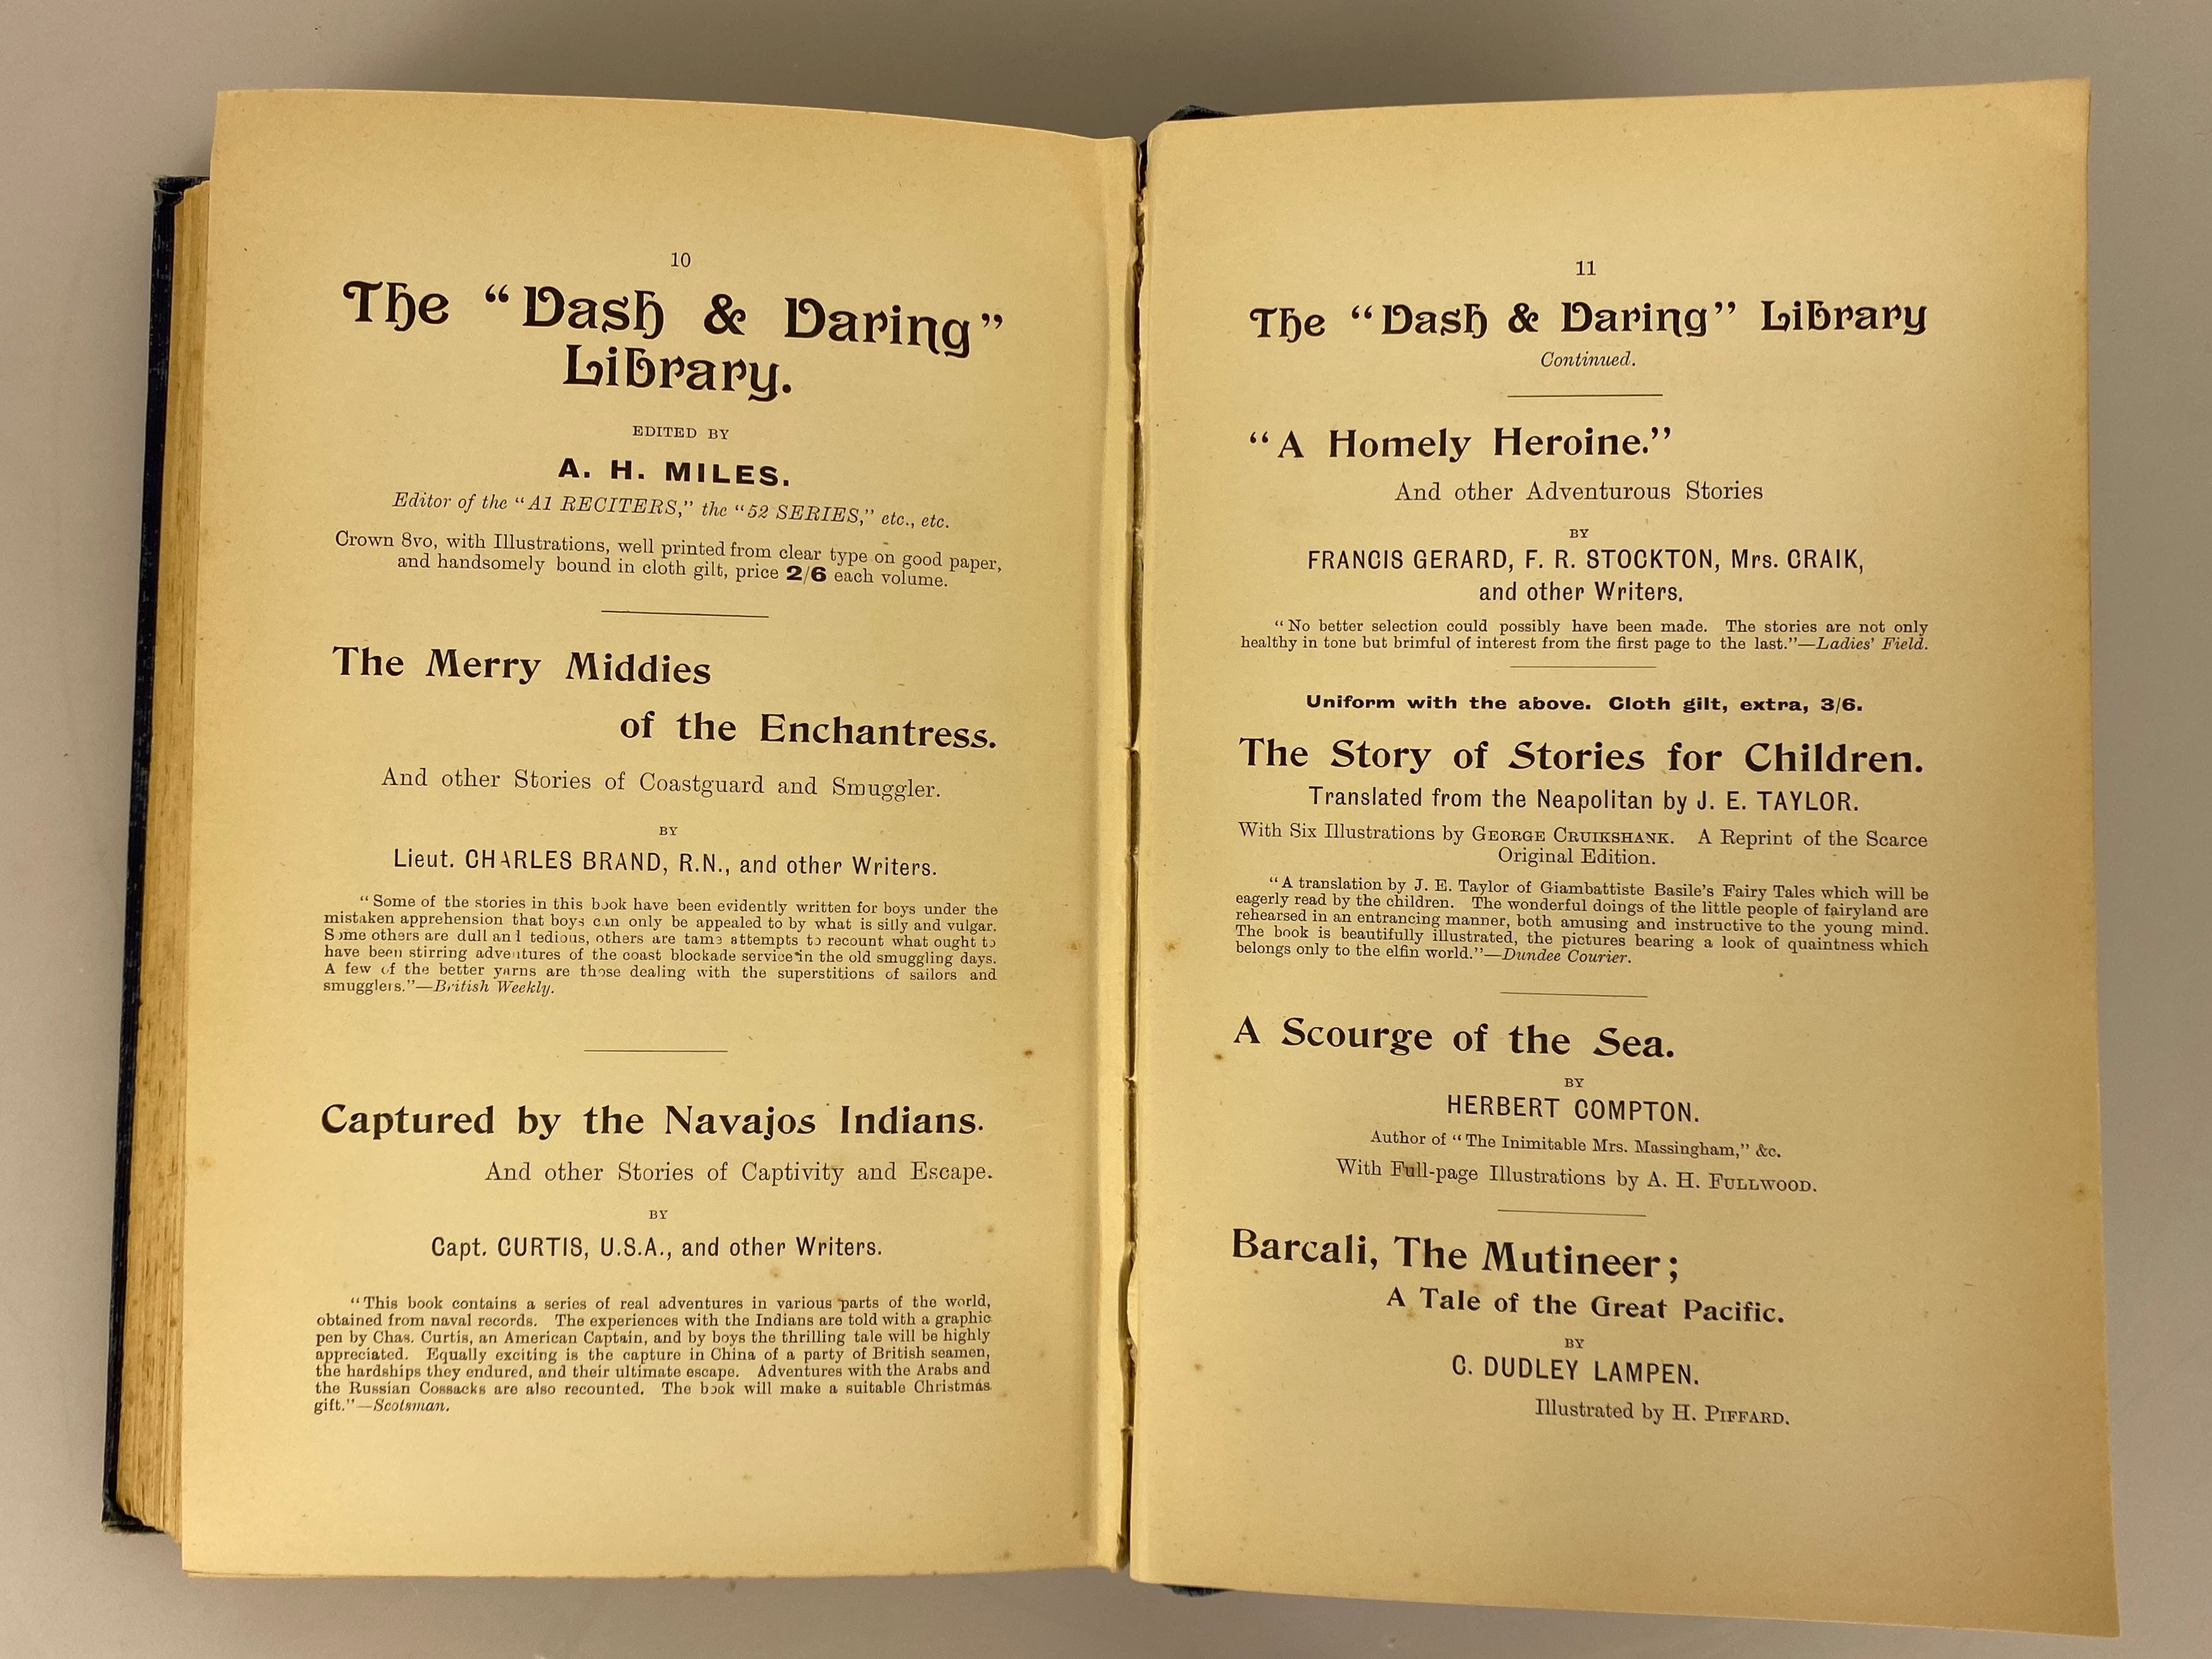 10
The “Dash & Daring”
Library.
EDITED BY
A. H. MILES.
Editor of the “A1 RECITERS,” the “52 SERIES,” etc., etc.
Crown 8vo, with Illustrations, well printed from clear type on good paper,
and handsomely bound in cloth gilt, price 2/6 each volume.
The Merry Middies
of the Enchantress.
And other Stories of Coastguard and Smuggler.
BY
Lieut. CHARLES BRAND, R.N., and other Writers.
“Some of the stories in this book have been evidently written for boys under the
mistaken apprehension that boys can only be appealed to by what is silly and vulgar.
Some others are dull and tedious, others are tame attempts to recount what ought to
have been stirring adventures of the coast blockade service in the old smuggling days.
A few of the better yarns are those dealing with the superstitions of sailors and
smugglers.”—British Weekly.
Captured by the Navajos Indians.
And other Stories of Captivity and Escape.
BY
Capt. CURTIS, U.S.A., and other Writers.
“This book contains a series of real adventures in various parts of the world,
obtained from naval records. The experiences with the Indians are told with a graphic
pen by Chas. Curtis, an American Captain, and by boys the thrilling tale will be highly
appreciated. Equally exciting is the capture in China of a party of British seamen,
the hardships they endured, and their ultimate escape. Adventures with the Arabs and
the Russian Cossacks are also recounted. The book will make a suitable Christmas
gift.”—Scotsman.
11
The “Dash & Daring” Library
Continued.
“A Homely Heroine.”
And other Adventurous Stories
BY
FRANCIS GERARD, F. R. STOCKTON, Mrs. CRAIK,
and other Writers.
“No better selection could possibly have been made. The stories are not only
healthy in tone but brimful of interest from the first page to the last.”—Ladies’ Field.
Uniform with the above. Cloth gilt, extra, 3/6.
The Story of Stories for Children.
Translated from the Neapolitan by J. E. TAYLOR.
With Six Illustrations by GEORGE CRUIKSHANK. A Reprint of the Scarce
Original Edition.
“A translation by J. E. Taylor of Giambattiste Basile’s Fairy Tales which will be
eagerly read by the children. The wonderful doings of the little people of fairyland are
rehearsed in an entrancing manner, both amusing and instructive to the young mind.
The book is beautifully illustrated, the pictures bearing a look of quaintness which
belongs only to the elfin world.”—Dundee Courier.
A Scourge of the Sea.
BY
HERBERT COMPTON.
Author of “The Inimitable Mrs. Massingham,” &c.
With Full-page Illustrations by A. H. FULLWOOD.
Barcali, The Mutineer;
A Tale of the Great Pacific.
BY
C. DUDLEY LAMPEN.
Illustrated by H. PIFFARD.